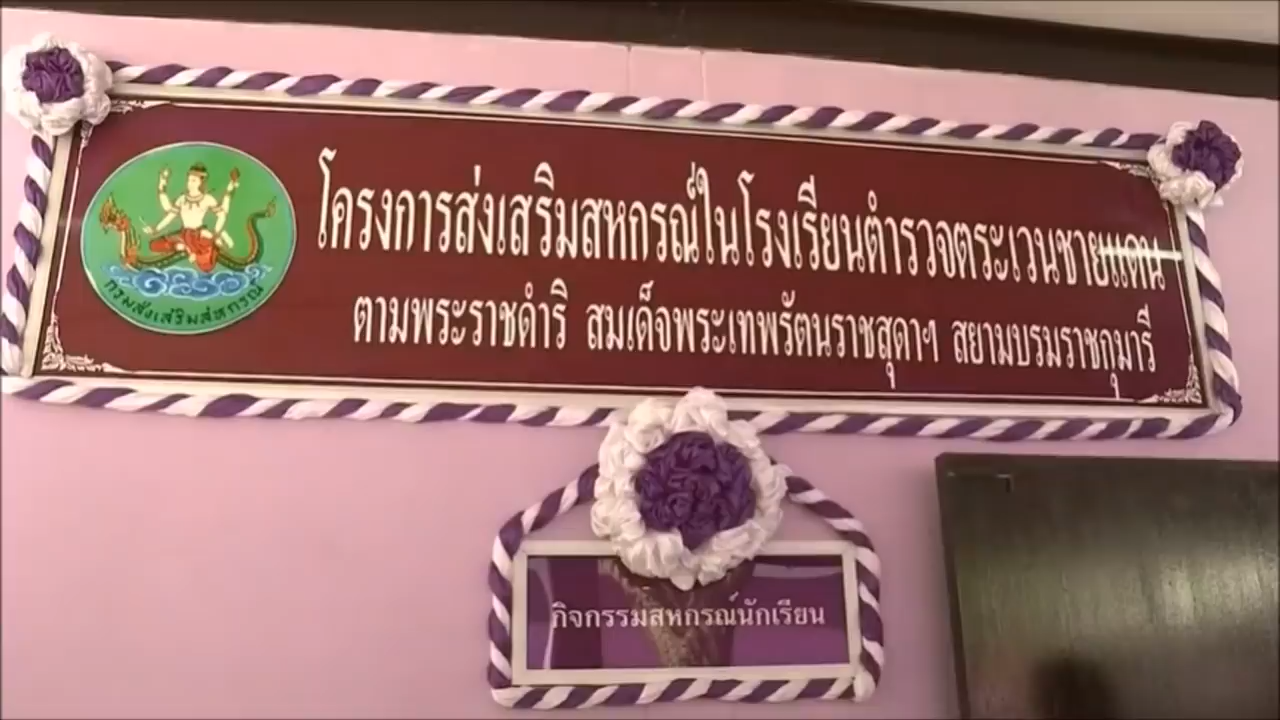 โครงการส่งเสริมสหกรณ์ในโรงเรียนตำรวจตระเวนชายแดน
ตามพระราชดำริ สมเด็จพระเทพรัตนราชสุดาฯ สยามบรมราชกุมารี
กรมส่งเสริมสหกรณ์
กิจกรรมสหกรณ์นักเรียน